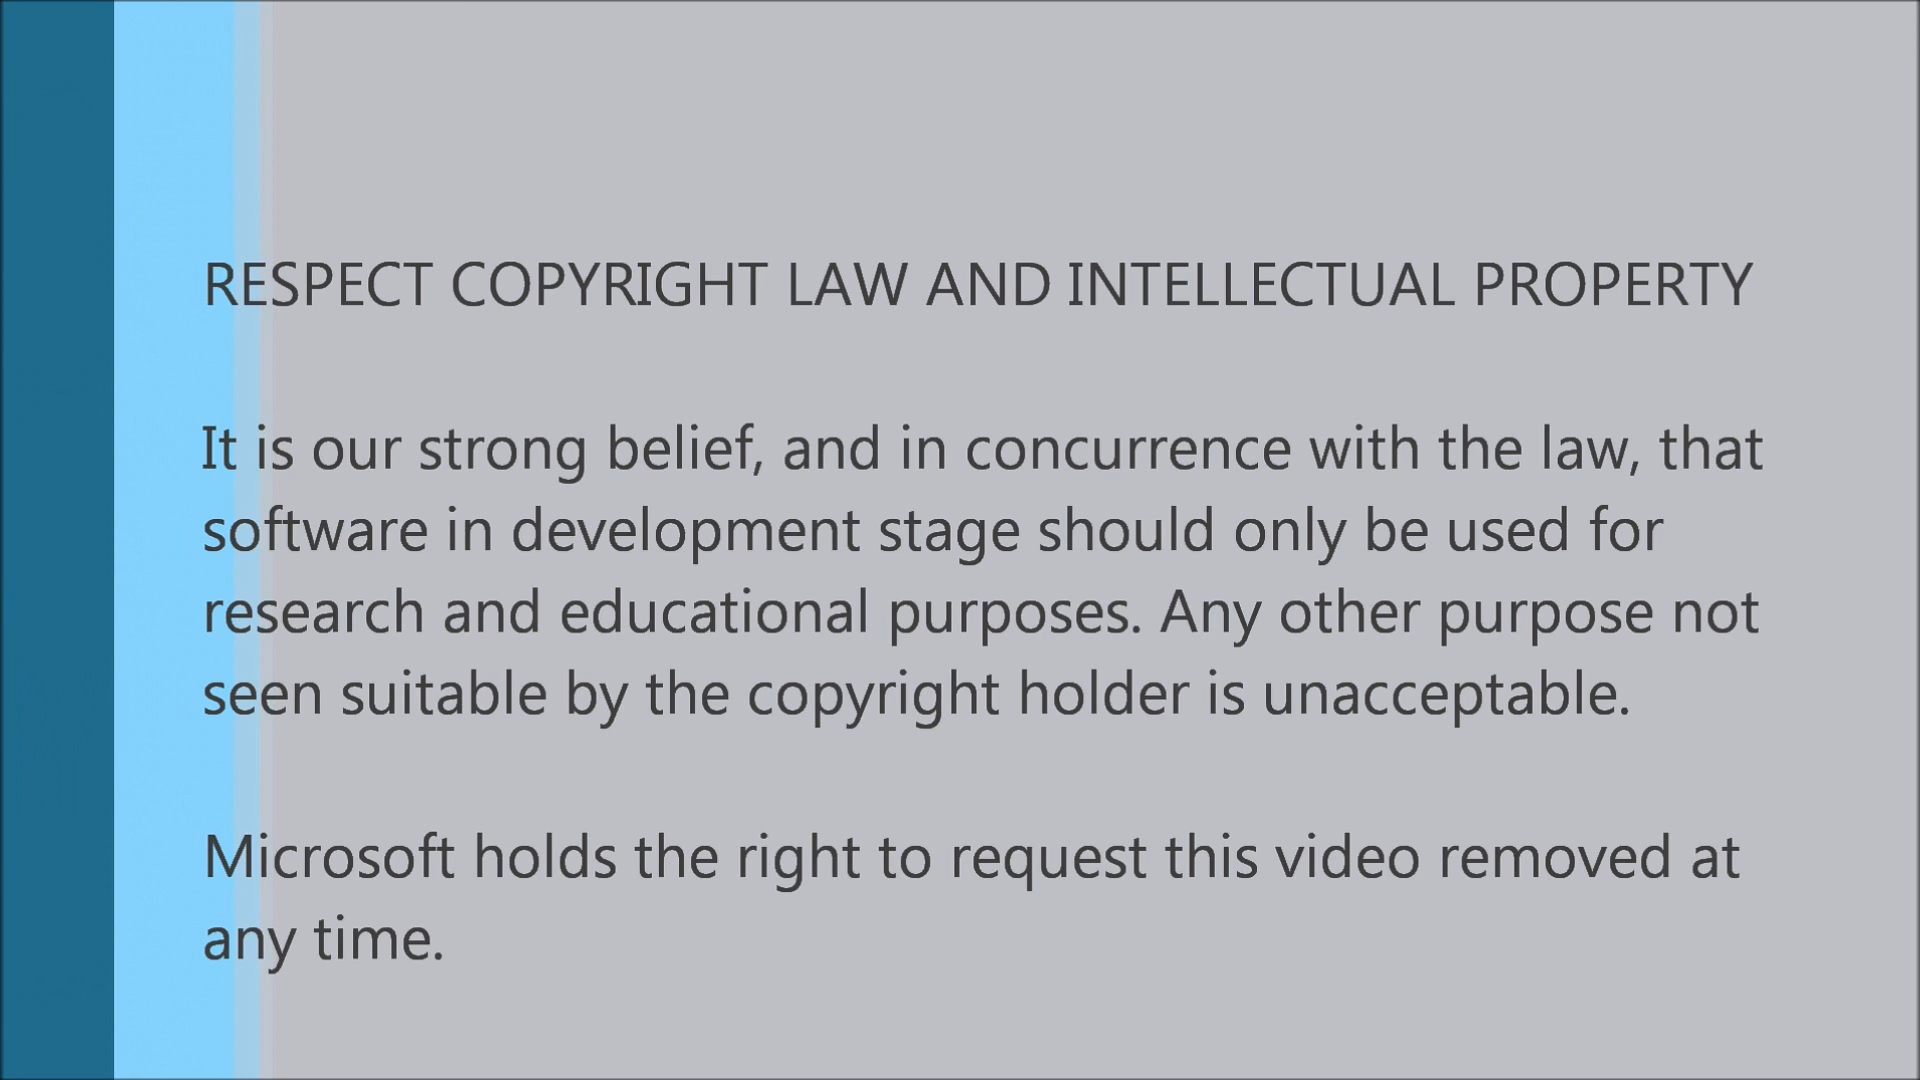 RESPECT COPYRIGHT LAW AND INTELLECTUAL PROPERTY
It is our strong belief, and in concurrence with the law, that
software in development stage should only be used for
research and educational purposes. Any other purpose not
seen suitable by the copyright holder is unacceptable.
Microsoft holds the right to request this video removed at
any time.